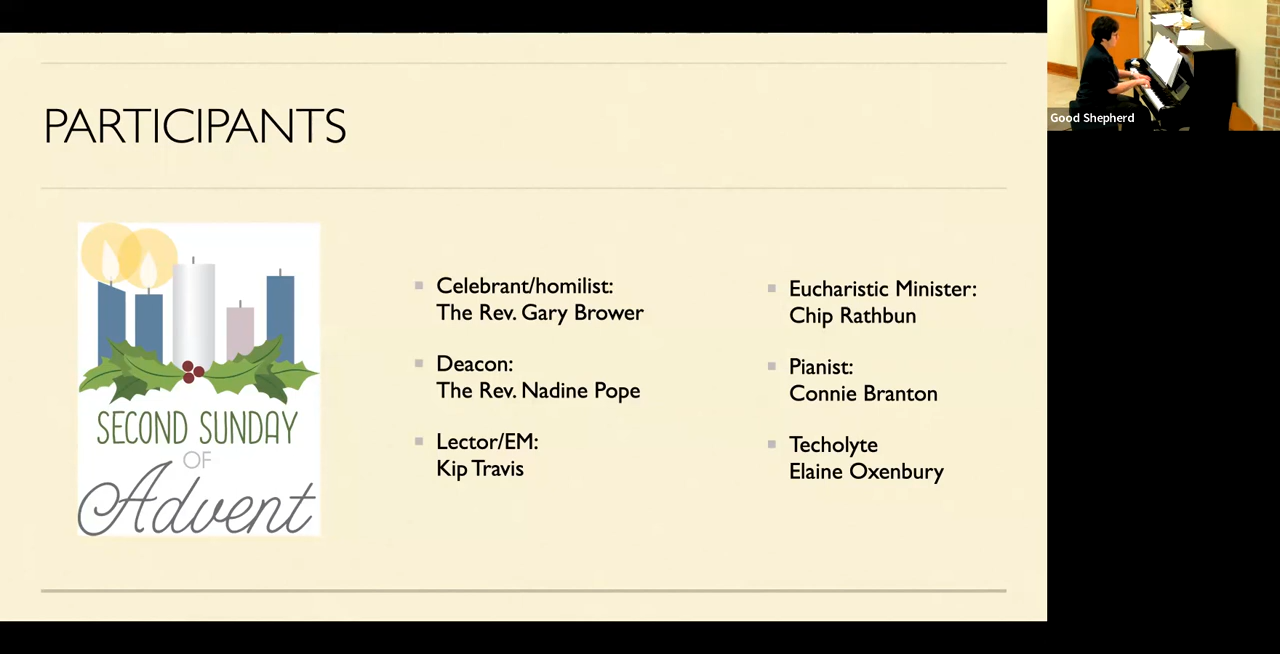 PARTICIPANTS
SECOND SUNDAY
OF
Advent
Celebrant/homilist:
The Rev. Gary Brower
Deacon:
The Rev. Nadine Pope
Lector/EM:
Kip Travis
Eucharistic Minister:
Chip Rathbun
Pianist:
Connie Branton
Techolyte
Elaine Oxenbury
Good Shepherd